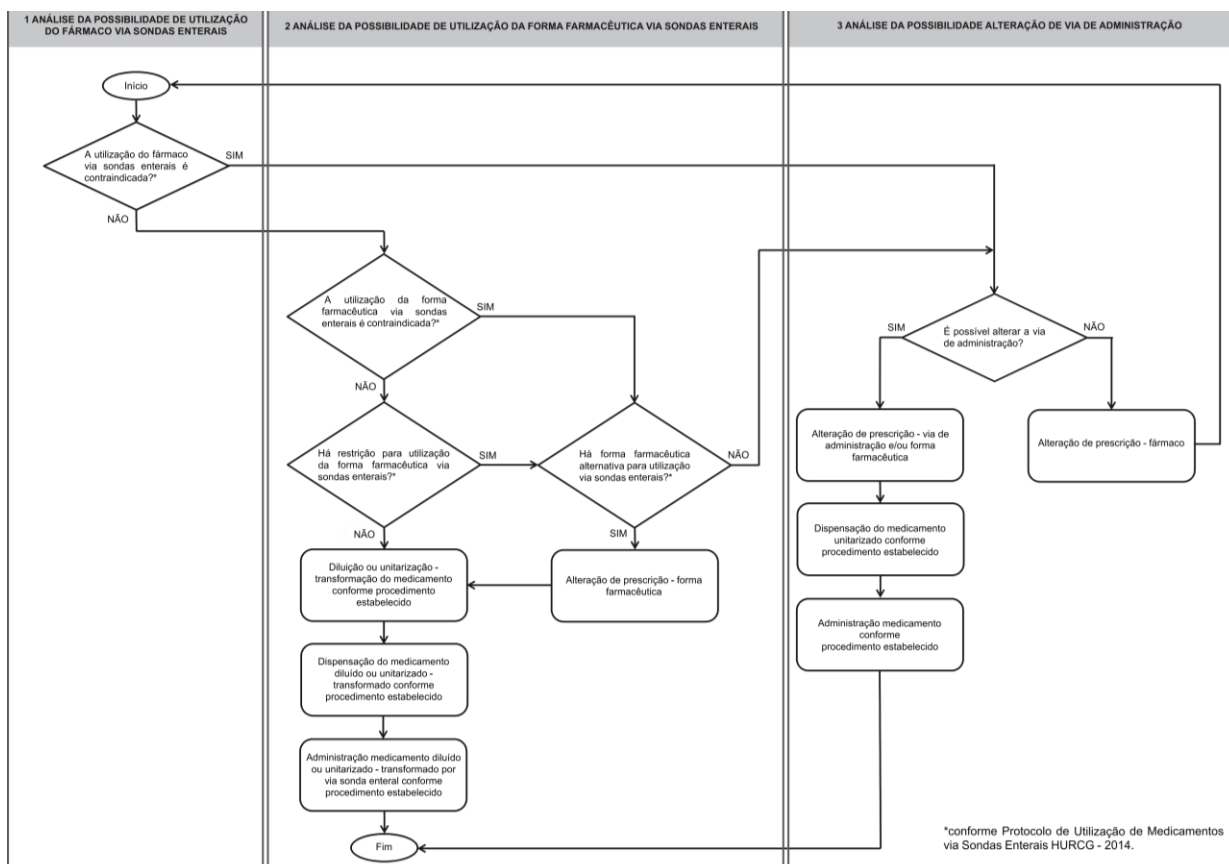 1 ANÁLISE DA POSSIBILIDADE DE UTILIZAÇÃO
DO FÁRMACO VIA SONDAS ENTERAIS
2 ANÁLISE DA POSSIBILIDADE DE UTILIZAÇÃO DA FORMA FARMACÊUTICA VIA SONDAS ENTERAIS
3 ANÁLISE DA POSSIBILIDADE ALTERAÇÃO DE VIA DE ADMINISTRAÇÃO
Início
A utilização do fármaco
via sondas enterais é
contraindicada?*
SIM
NÃO
A utilização da forma
farmacêutica via sondas
enterais é contraindicada?*
SIM
NÃO
Há restrição para utilização
da forma farmacêutica via
sondas enterais?*
SIM
NÃO
Há forma farmacêutica
alternativa para utilização
via sondas enterais?*
NÃO
SIM
Diluição ou unitarização -
transformação do medicamento
conforme procedimento
estabelecido
Alteração de prescrição - forma
farmacêutica
Dispensação do medicamento
diluído ou unitarizado -
transformado conforme
procedimento estabelecido
Administração medicamento diluído
ou unitarizado - transformado por
via sonda enteral conforme
procedimento estabelecido
Fim
É possível alterar a via
de administração?
SIM
NÃO
Alteração de prescrição - via de
administração e/ou forma
farmacêutica
Alteração de prescrição - fármaco
Dispensação do medicamento
unitarizado conforme
procedimento estabelecido
Administração medicamento
conforme
procedimento estabelecido
*conforme Protocolo de Utilização de Medicamentos
via Sondas Enterais HURCG - 2014.